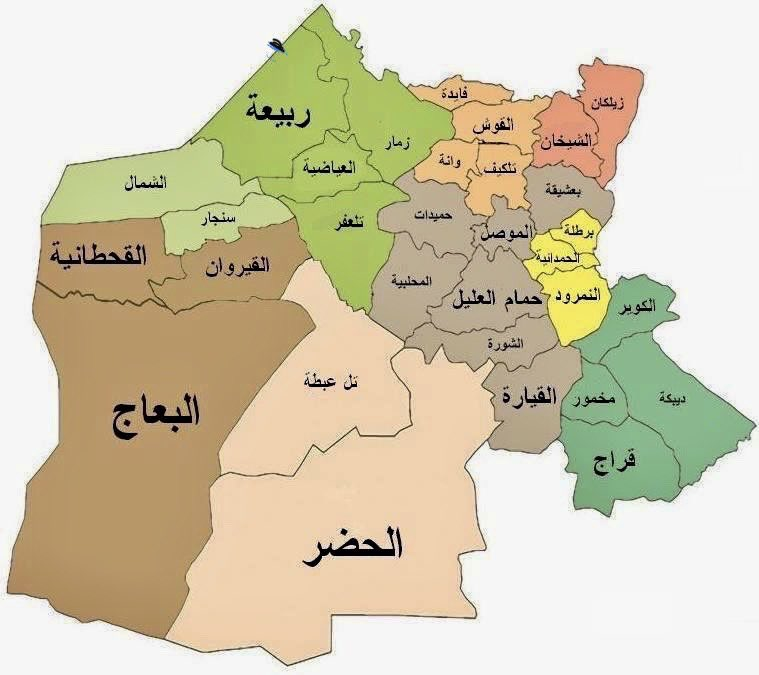 زيلكان
فايدة
ربيعة
القوش
الشيخان
زمار
وانة
تلكيف
العياضية
الشمال
بعشيقة
سنجار
تلعفر
حميدات
الموصل
برطلة
القحطانية
القيروان
الحمدانية
المحلبية
حمام العليل
النمرود
الكوير
الشورة
تل عبطة
البعاج
القيارة
مخمور
ديبكة
قراج
الحضر